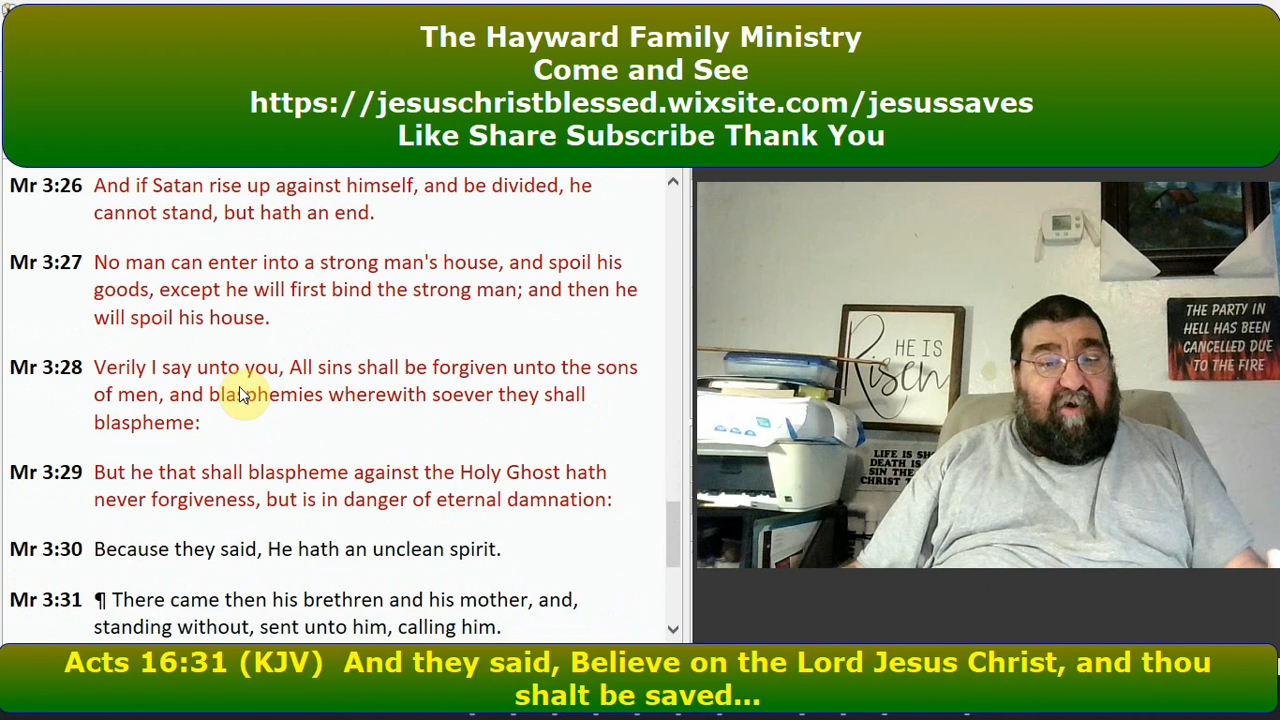 The Hayward Family Ministry
Come and See
https://jesuschristblessed.wixsite.com/jesussaves
Like Share Subscribe Thank You
Mr 3:26 And if Satan rise up against himself, and be divided, he
cannot stand, but hath an end.
Mr 3:27 No man can enter into a strong man's house, and spoil his
goods, except he will first bind the strong man; and then he
will spoil his house.
Mr 3:28 Verily I say unto you, All sins shall be forgiven unto the sons
of men, and blasphemies wherewith soever they shall
blaspheme:
Mr 3:29 But he that shall blaspheme against the Holy Ghost hath
never forgiveness, but is in danger of eternal damnation:
Mr 3:30 Because they said, He hath an unclean spirit.
Mr 3:31 ¶ There came then his brethren and his mother, and,
standing without, sent unto him, calling him.
HE IS
Risen
THE PARTY IN
HELL HAS BEEN
CANCELLED DUE
TO THE FIRE
LIFE IS
DEATH IS
SIN THE
CHRIST
Acts 16:31 (KJV) And they said, Believe on the Lord Jesus Christ, and thou
shalt be saved...